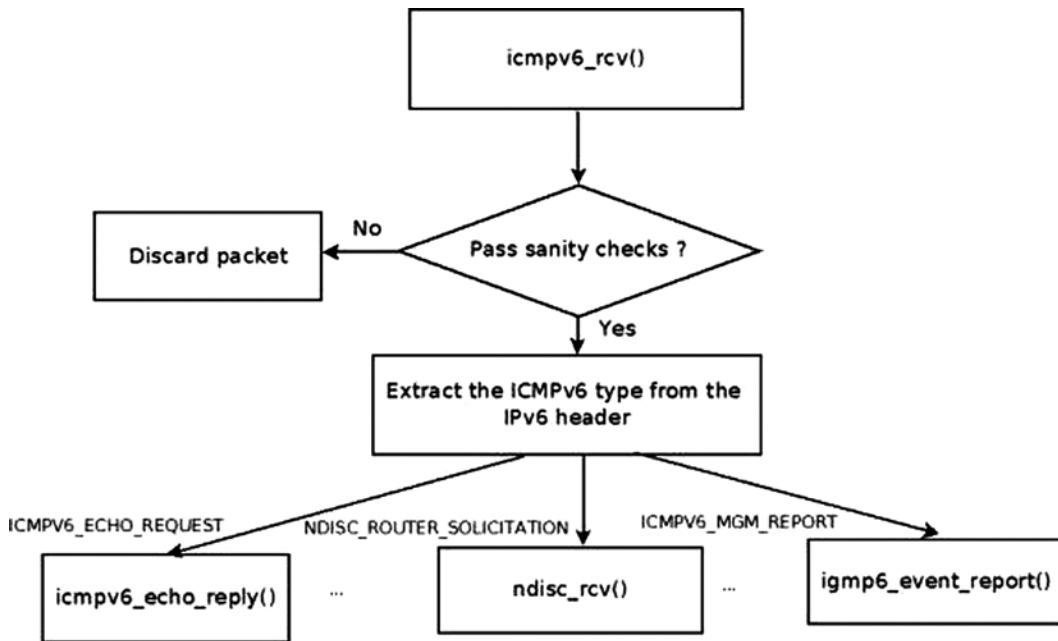 icmpv6_rcv()
No
Discard packet
Pass sanity checks ?
Yes
Extract the ICMPv6 type from the
IPv6 header
ICMPV6_ECHO_REQUEST
NDISC_ROUTER_SOLICITATION
ICMPV6_MGM_REPORT
icmpv6_echo_reply()
...
ndisc_rcv()
...
igmp6_event_report()